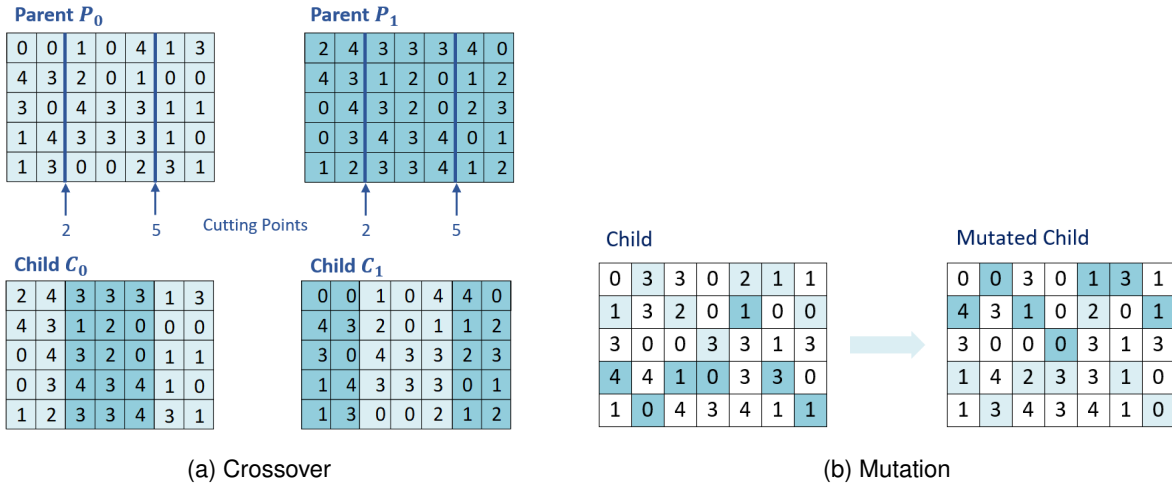 Parent P₀
0 0 1 0 4 1 3
4 3 2 0 1 0 0
3 0 4 3 3 1 1
1 4 3 3 3 1 0
1 3 0 0 2 3 1
Parent P₁
2 4 3 3 3 4 0
4 3 1 2 0 1 2
0 4 3 2 0 2 3
0 3 4 3 4 0 1
1 2 3 3 4 1 2
2 5 Cutting Points 2 5
Child C₀
2 4 3 3 3 1 3
4 3 1 2 0 0 0
0 4 3 2 0 1 1
0 3 4 3 4 1 0
1 2 3 3 4 3 1
Child C₁
0 0 1 0 4 4 0
4 3 2 0 1 1 2
3 0 4 3 3 2 3
1 4 3 3 3 0 1
1 3 0 0 2 1 2
(a) Crossover
Child
0 3 3 0 2 1 1
1 3 2 0 1 0 0
3 0 0 3 3 1 3
4 4 1 0 3 3 0
1 0 4 3 4 1 1
Mutated Child
0 0 3 0 1 3 1
4 3 1 0 2 0 1
3 0 0 0 3 1 3
1 4 2 3 3 1 0
1 3 4 3 4 1 0
(b) Mutation